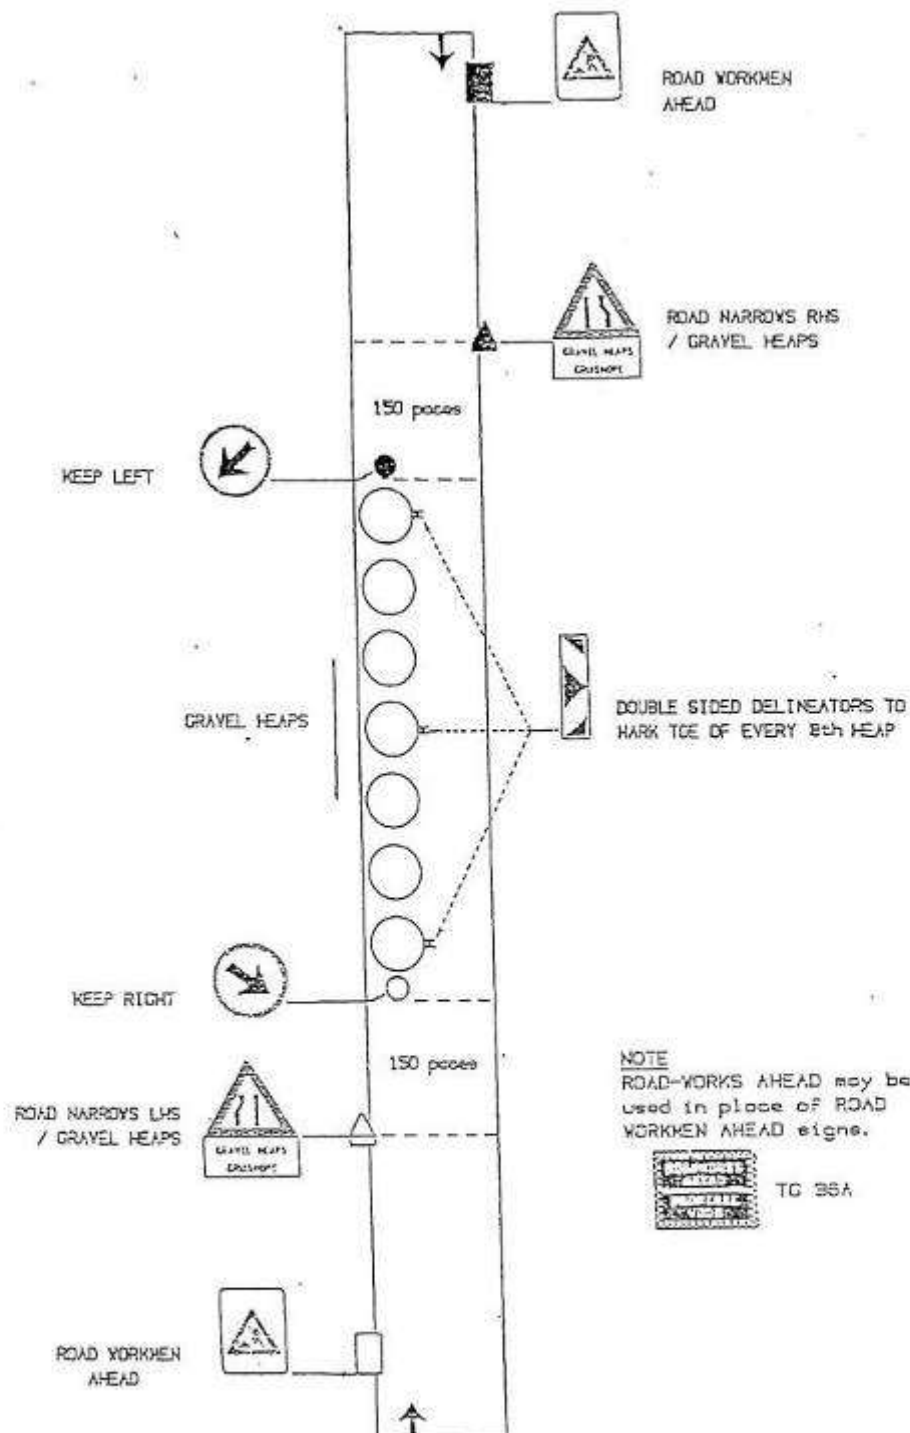 ROAD WORKMEN
AHEAD
ROAD NARROWS RHS
/ GRAVEL HEAPS
GRAVEL HEAPS
150 paces
KEEP LEFT
GRAVEL HEAPS
DOUBLE SIDED DELINEATORS TO
MARK TOE OF EVERY 8th HEAP
KEEP RIGHT
150 paces
NOTE
ROAD-WORKS AHEAD may be
used in place of ROAD
WORKMEN AHEAD signs.
TG 36A
ROAD NARROWS LHS
/ GRAVEL HEAPS
GRAVEL HEAPS
ROAD WORKMEN
AHEAD